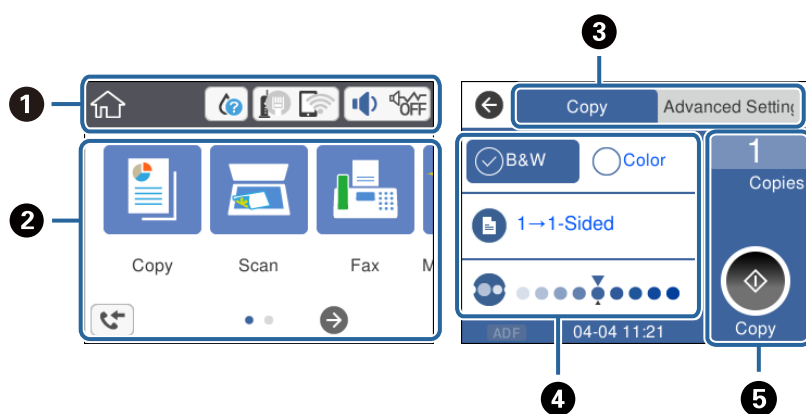 3
1
OFF
Copy
Advanced Setting
2
B&W
Color
1
Copies
1→1-Sided
Copy
Scan
Fax
M
ADF
04-04 11:21
Copy
4
5